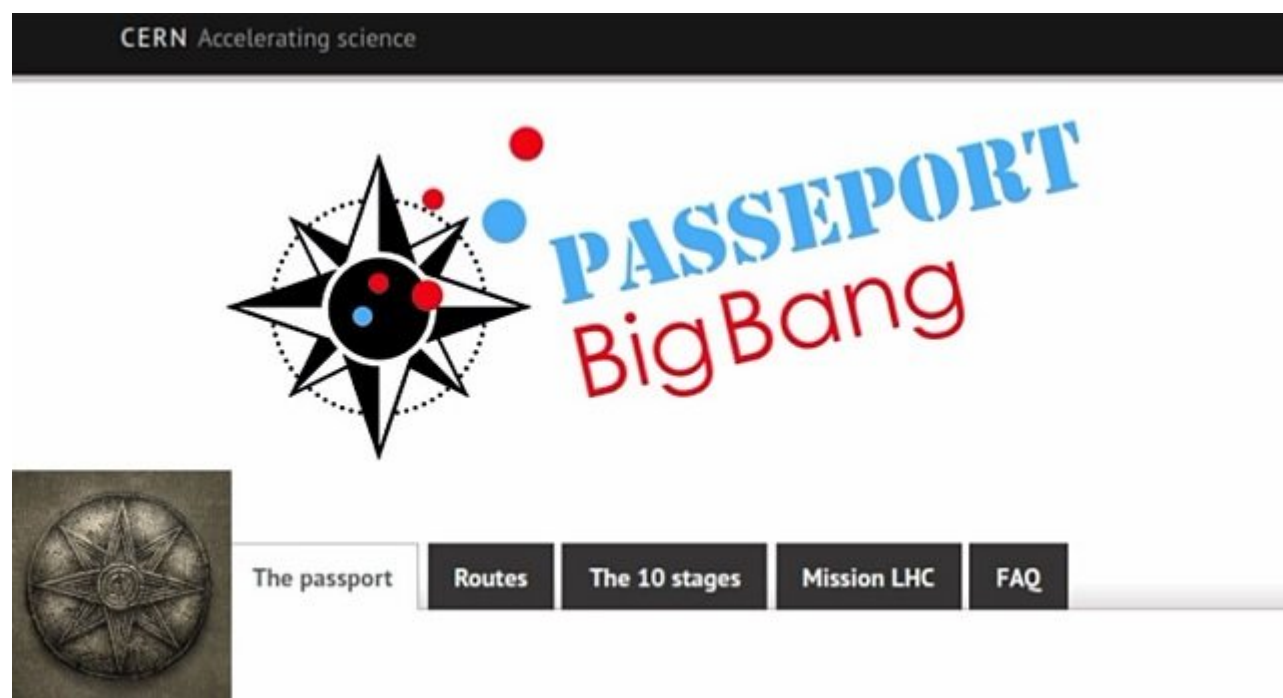 CERN Accelerating science
PASSEPORT
BigBang
The passport
Routes
The 10 stages
Mission LHC
FAQ